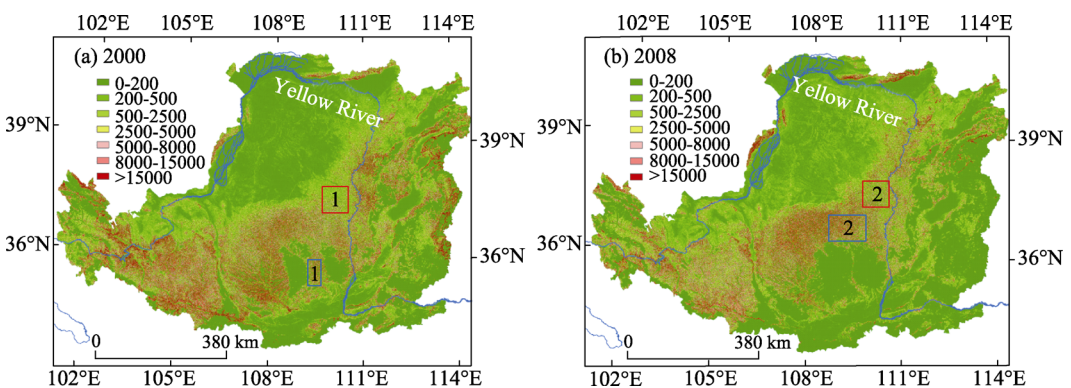 102°E 105°E 108°E 111°E 114°E
(a) 2000
0-200
200-500
500-2500
2500-5000
5000-8000
8000-15000
>15000
Yellow River
39°N
39°N
1
36°N
36°N
1
0 380 km
102°E 105°E 108°E 111°E 114°E
102°E 105°E 108°E 111°E 114°E
(b) 2008
0-200
200-500
500-2500
2500-5000
5000-8000
8000-15000
>15000
Yellow River
39°N
39°N
2
2
36°N
36°N
0 380 km
102°E 105°E 108°E 111°E 114°E